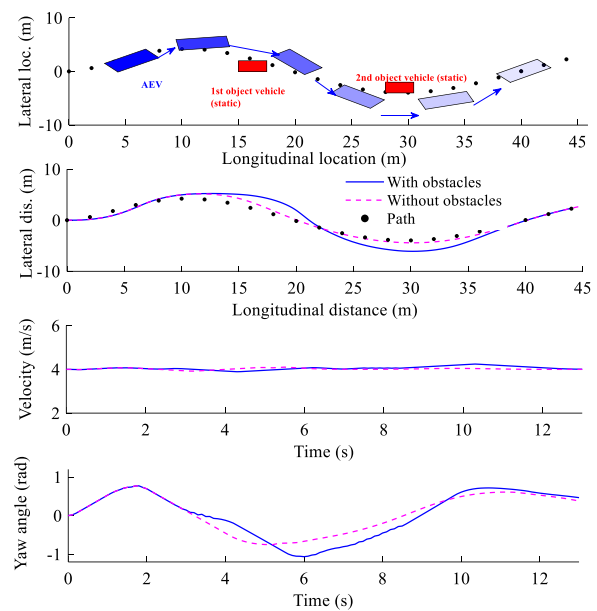 10
0
-10
Lateral loc. (m)
AEV
1st object vehicle
(static)
2nd object vehicle (static)
0 5 10 15 20 25 30 35 40 45
Longitudinal location (m)
10
0
-10
Lateral dis. (m)
With obstacles
Without obstacles
Path
0 5 10 15 20 25 30 35 40 45
Longitudinal distance (m)
6
4
2
Velocity (m/s)
0 2 4 6 8 10 12
Time (s)
1
0
-1
Yaw angle (rad)
0 2 4 6 8 10 12
Time (s)